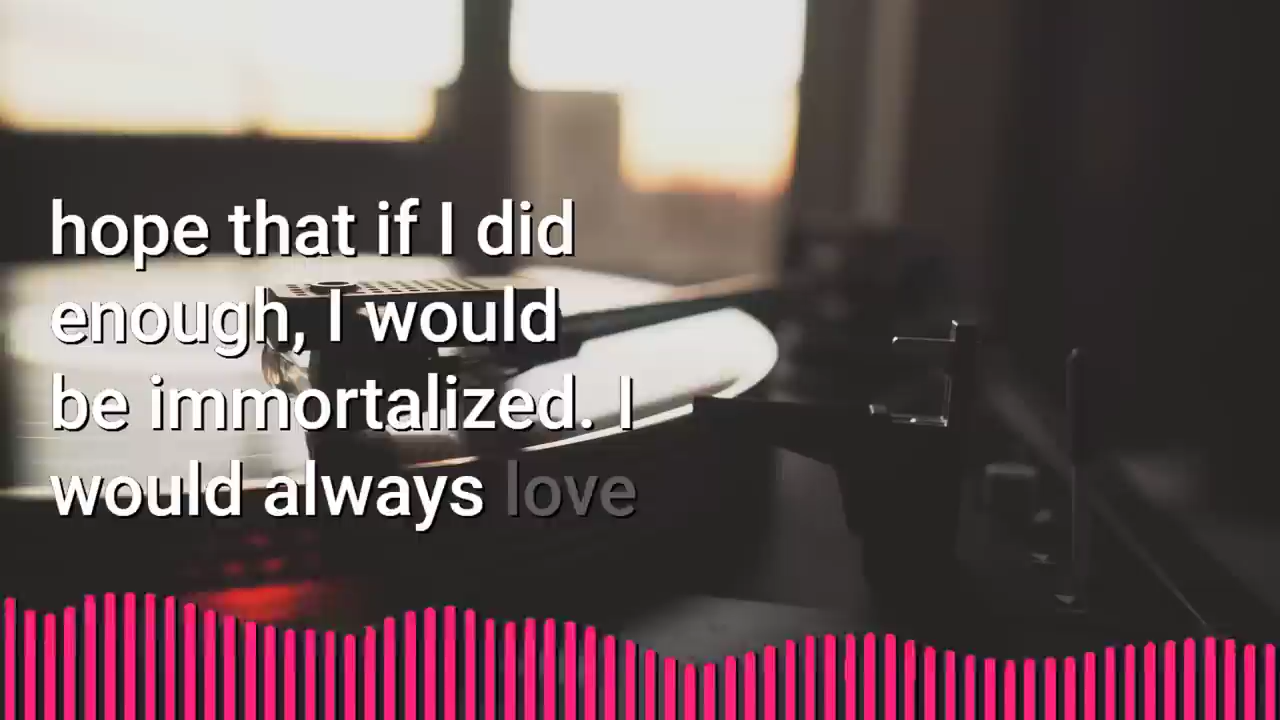 hope that if I did
enough, I would
be immortalized. I
would always love